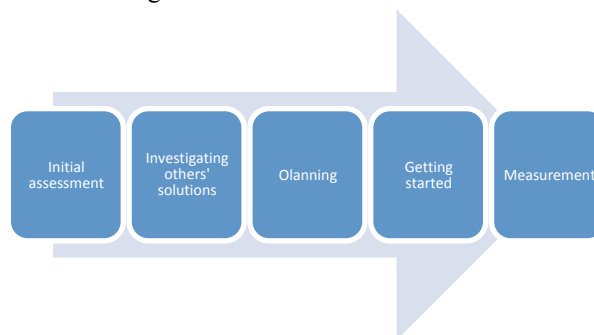 Initial
assessment
Investigating
others'
solutions
Olanning
Getting
started
Measurement